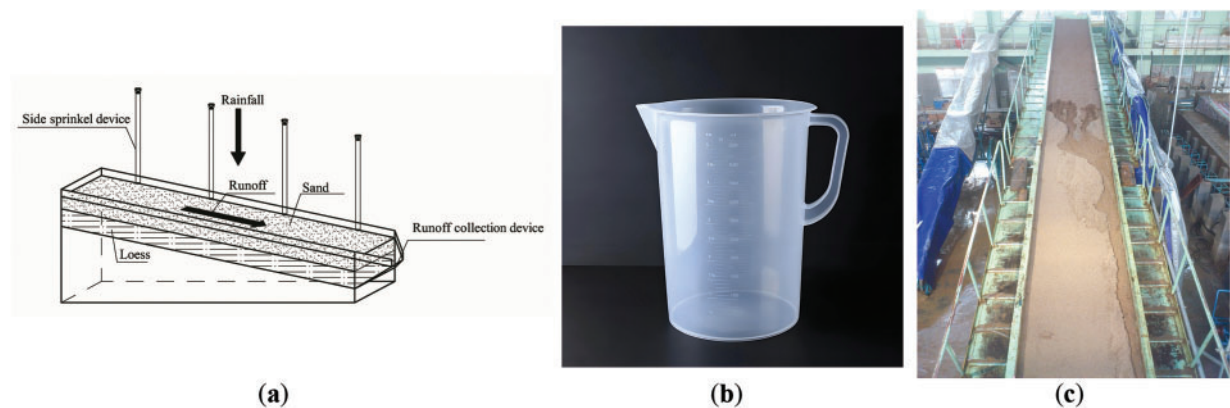 Rainfall
Side sprinkel device
Runoff
Sand
Runoff collection device
Loess
(a)
(b)
(c)